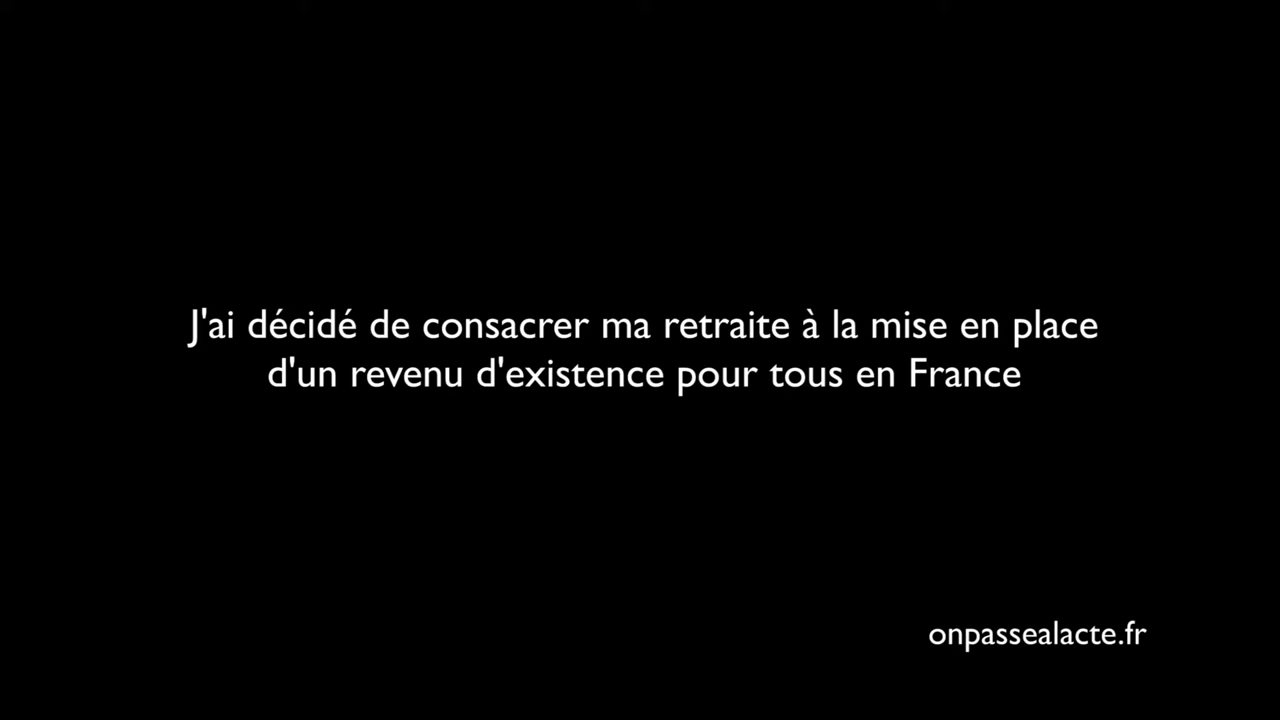 J'ai décidé de consacrer ma retraite à la mise en place
d'un revenu d'existence pour tous en France
onpassealacte.fr